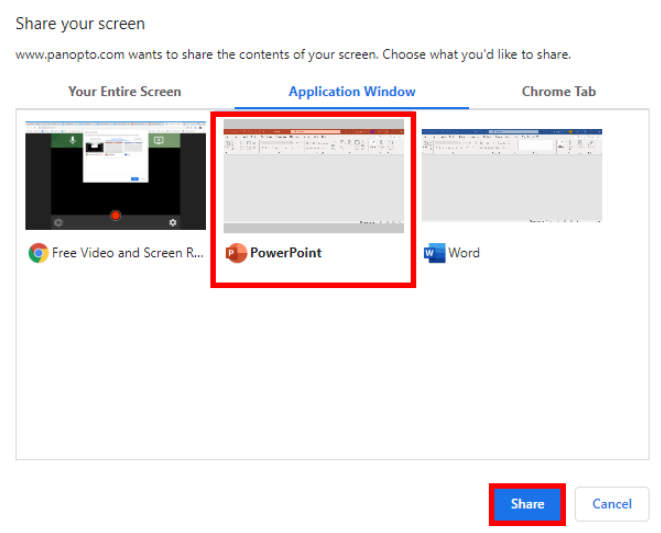 Share your screen
www.panopto.com wants to share the contents of your screen. Choose what you'd like to share.
Your Entire Screen Application Window Chrome Tab
Free Video and Screen R... PowerPoint Word
Share Cancel